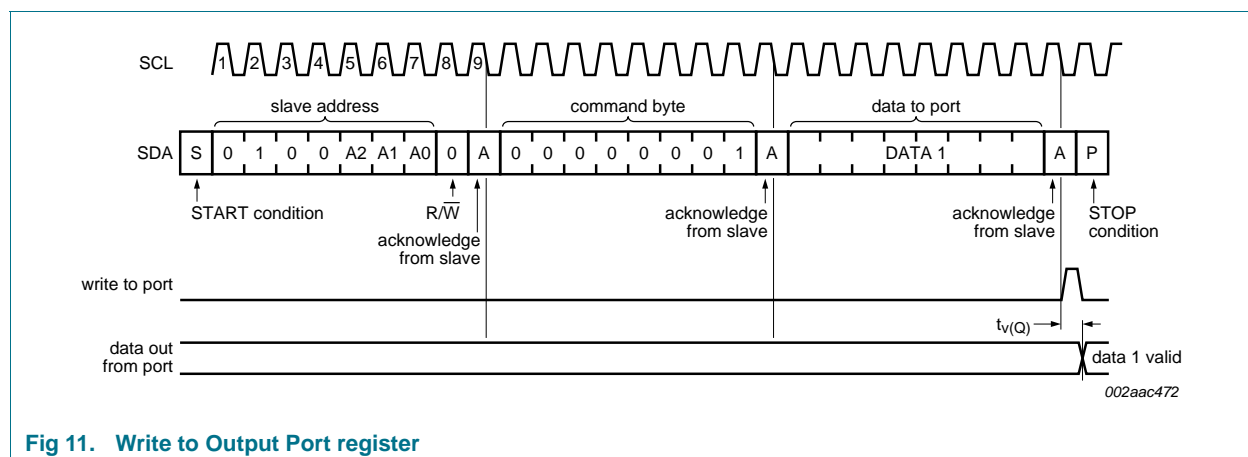 SCL 1 2 3 4 5 6 7 8 9
slave address command byte data to port
SDA S 0 1 0 0 A2 A1 A0 0 A 0 0 0 0 0 0 0 1 A DATA 1 A P
START condition R/W̅ acknowledge from slave acknowledge from slave acknowledge from slave STOP condition
write to port
tv(Q)
data out from port
data 1 valid
002aac472
Fig 11. Write to Output Port register